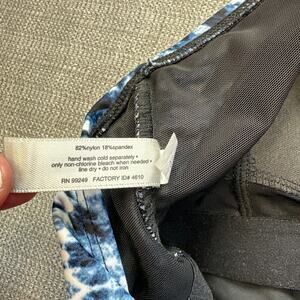 82%nylon 18%spandex
hand wash cold separately •
only non-chlorine bleach when needed •
line dry • do not iron
RN 99249 FACTORY ID# 4610